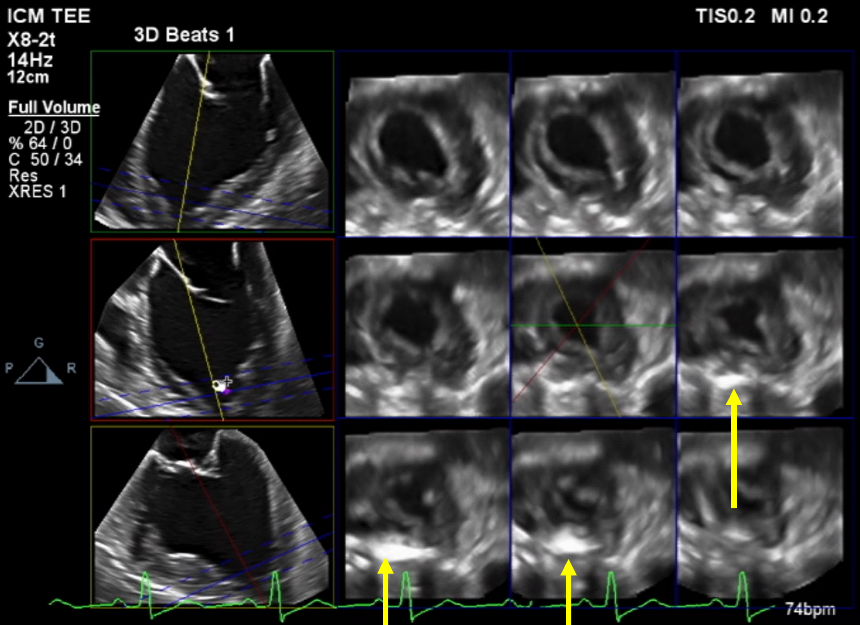 ICM TEE
TIS0.2 MI 0.2
X8-2t
3D Beats 1
14Hz
12cm
Full Volume
2D / 3D
% 64 / 0
C 50 / 34
Res
XRES 1
G
P R
74bpm